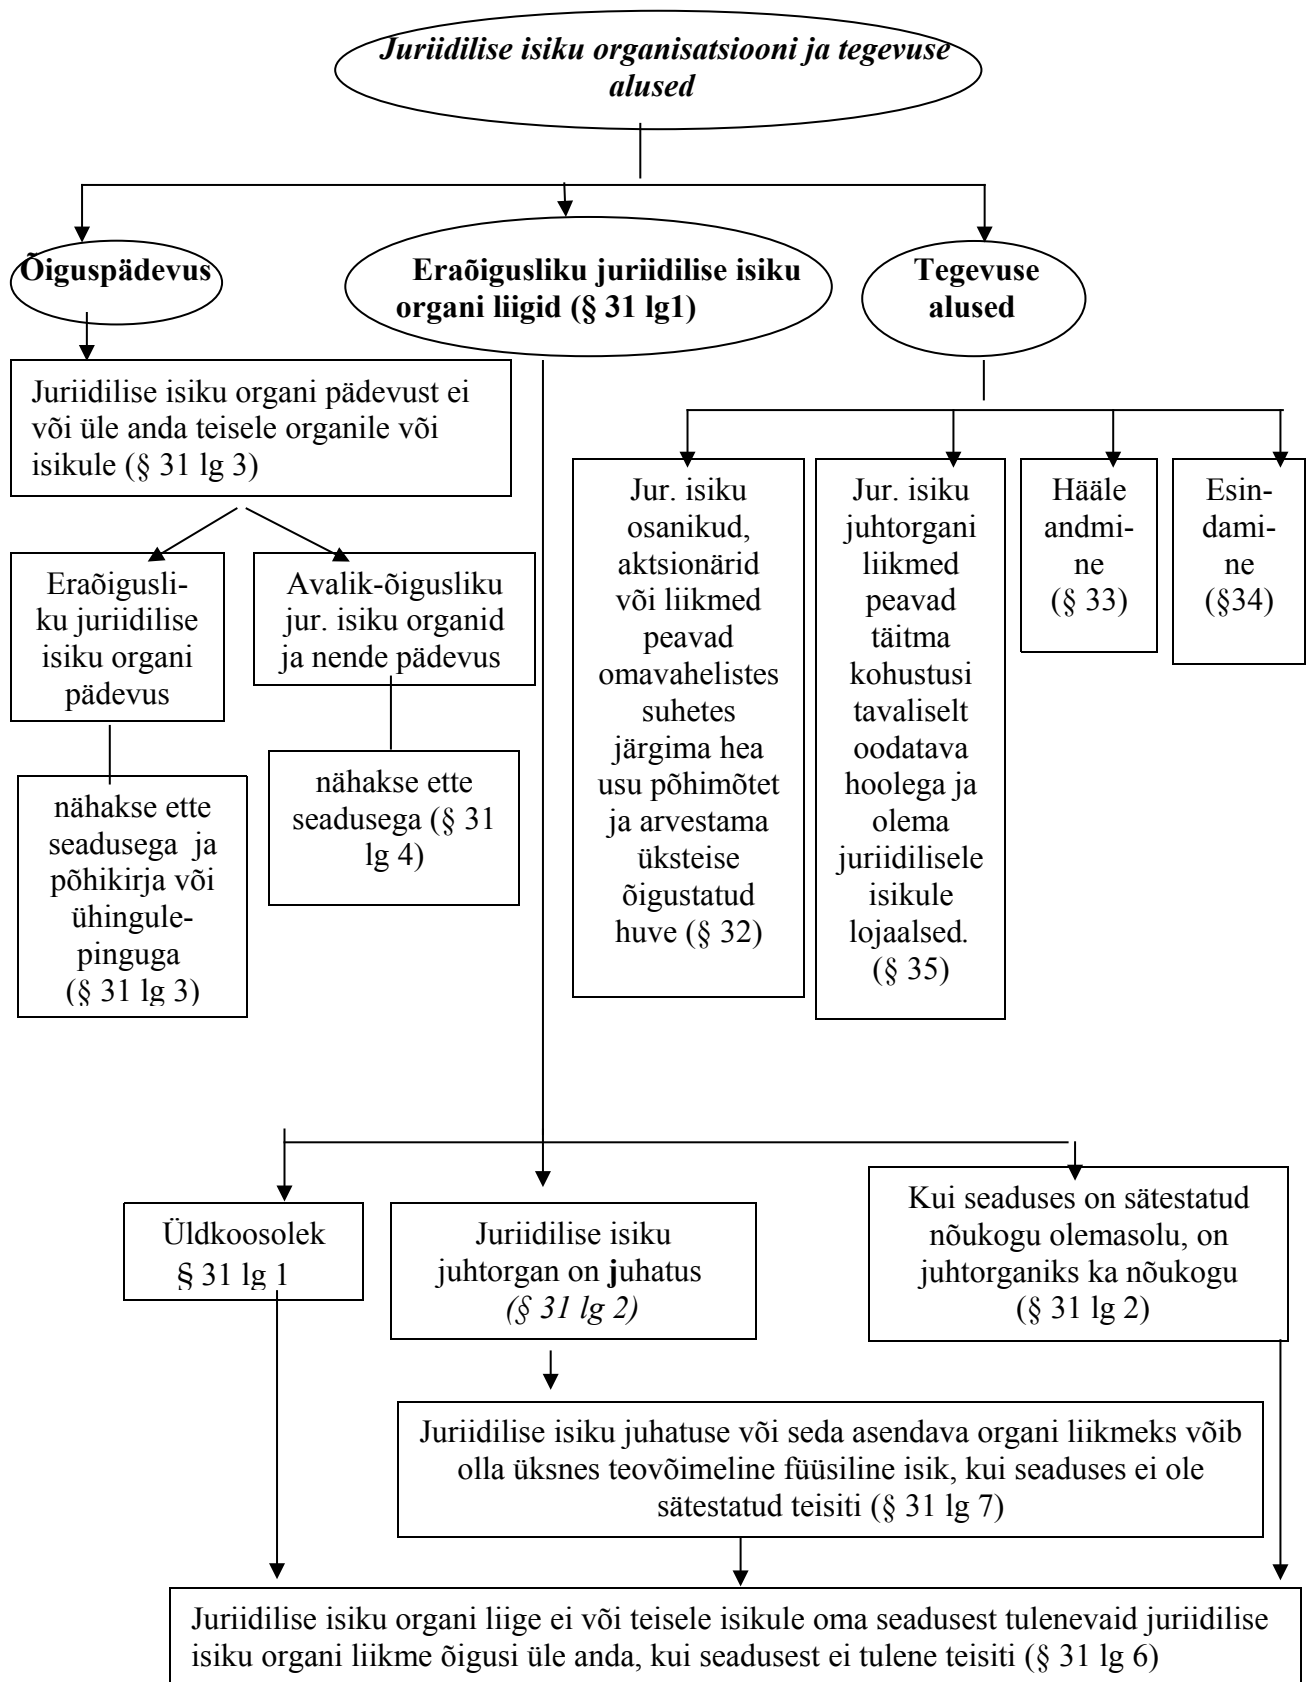 Juriidilise isiku organisatsiooni ja tegevuse
alused
Õiguspädevus
Eraõigusliku juriidilise isiku
organi liigid (§ 31 lg1)
Tegevuse
alused
Juriidilise isiku organi pädevust ei
või üle anda teisele organile või
isikule (§ 31 lg 3)
Eraõigusli-
ku juriidilise
isiku organi
pädevus
Avalik-õigusliku
jur. isiku organid
ja nende pädevus
nähakse ette
seadusega ja
põhikirja või
ühingule-
pinguga
(§ 31 lg 3)
nähakse ette
seadusega (§ 31
lg 4)
Jur. isiku
osanikud,
aktsionärid
või liikmed
peavad
omavahelistes
suhetes
järgima hea
usu põhimõtet
ja arvestama
üksteise
õigustatud
huve (§ 32)
Jur. isiku
juhtorgani
liikmed
peavad
täitma
kohustusi
tavaliselt
oodatava
hoolega ja
olema
juriidilisele
isikule
lojaalsed.
(§ 35)
Hääle
andmi-
ne
(§ 33)
Esin-
dami-
ne
(§34)
Üldkoosolek
§ 31 lg 1
Juriidilise isiku
juhtorgan on juhatus
(§ 31 lg 2)
Kui seaduses on sätestatud
nõukogu olemasolu, on
juhtorganiks ka nõukogu
(§ 31 lg 2)
Juriidilise isiku juhatuse või seda asendava organi liikmeks võib
olla üksnes teovõimeline füüsiline isik, kui seaduses ei ole
sätestatud teisiti (§ 31 lg 7)
Juriidilise isiku organi liige ei või teisele isikule oma seadusest tulenevaid juriidilise
isiku organi liikme õigusi üle anda, kui seadusest ei tulene teisiti (§ 31 lg 6)